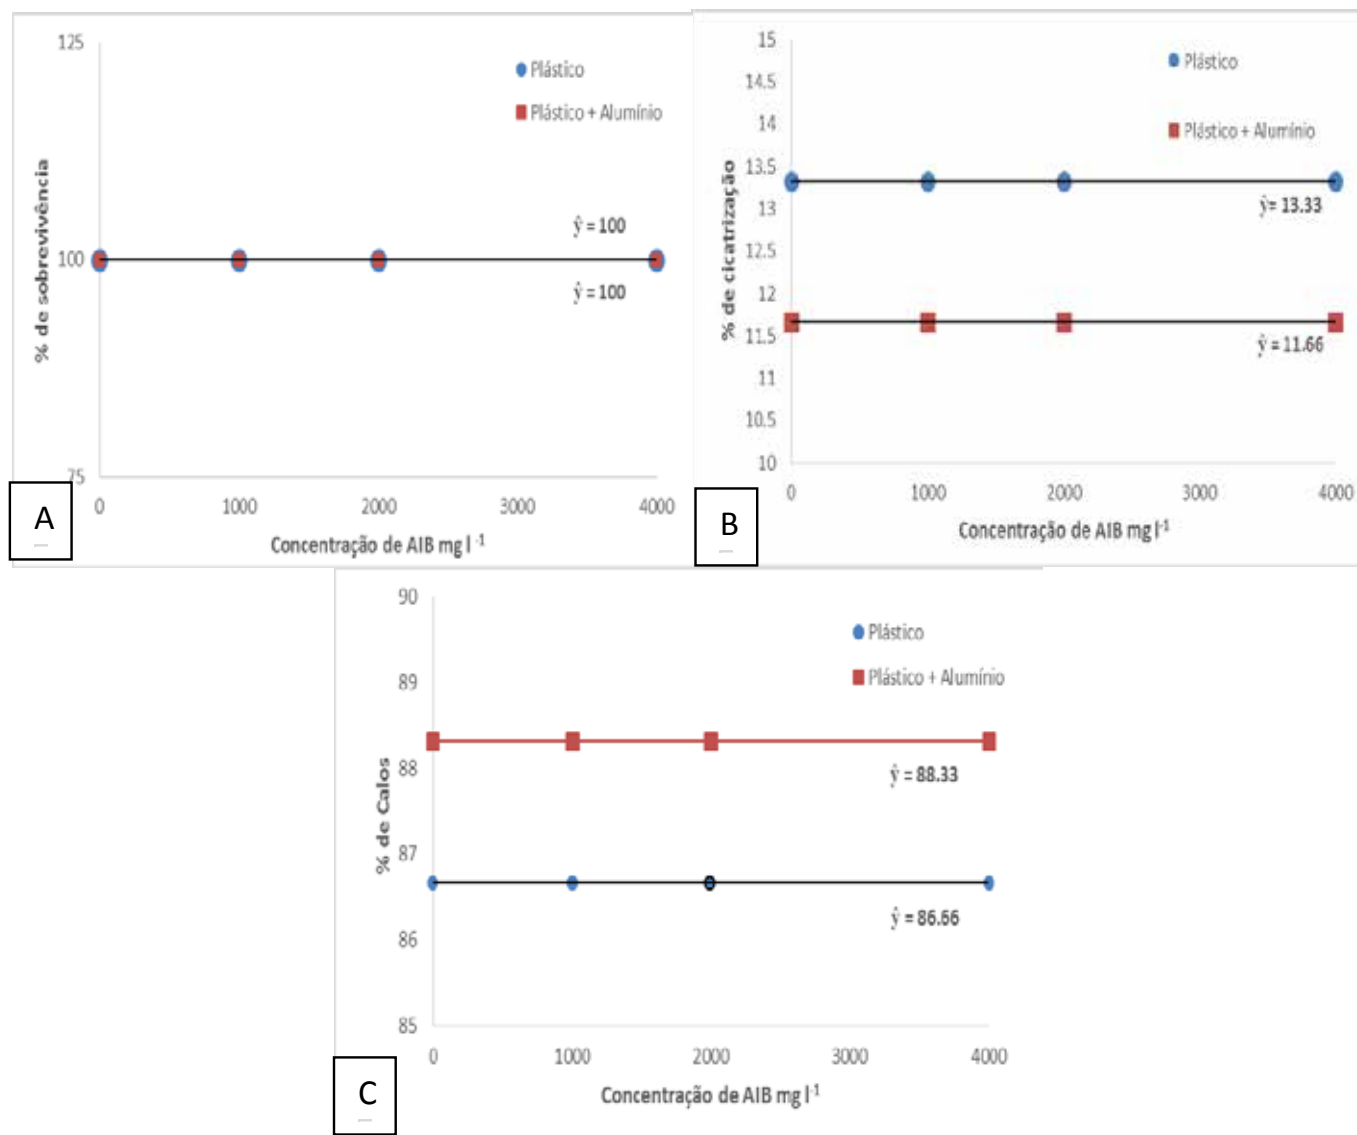 125
100
75
% de sobrevivência
Plástico
Plástico + Alumínio
ŷ = 100
ŷ = 100
0 1000 2000 3000 4000
Concentração de AIB mg l⁻¹
A
15
14.5
14
13.5
13
12.5
12
11.5
11
10.5
10
% de cicatrização
Plástico
Plástico + Alumínio
ŷ= 13.33
ŷ = 11.66
0 1000 2000 3000 4000
Concentração de AIB mg l⁻¹
B
90
89
88
87
86
85
% de Calos
Plástico
Plástico + Alumínio
ŷ = 88.33
ŷ = 86.66
0 1000 2000 3000 4000
Concentração de AIB mg l⁻¹
C